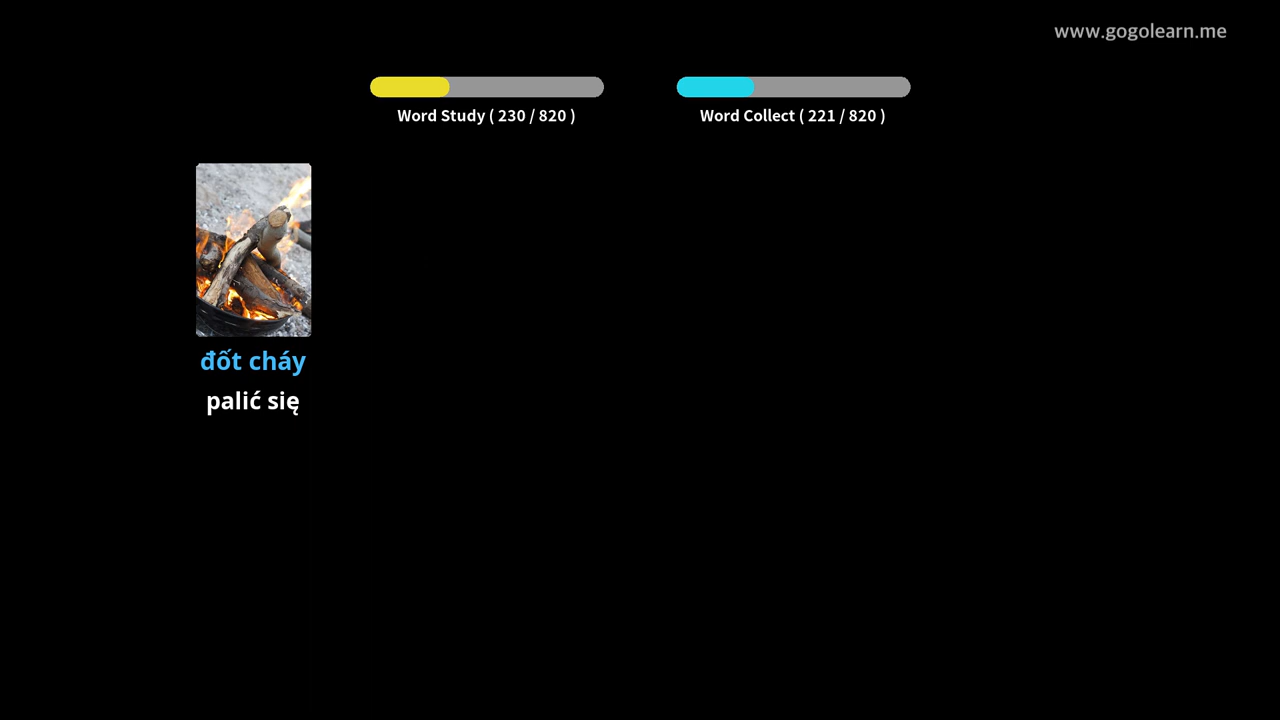 www.gogolearn.me
Word Study ( 230 / 820 )
Word Collect ( 221 / 820 )
đốt cháy
palić się